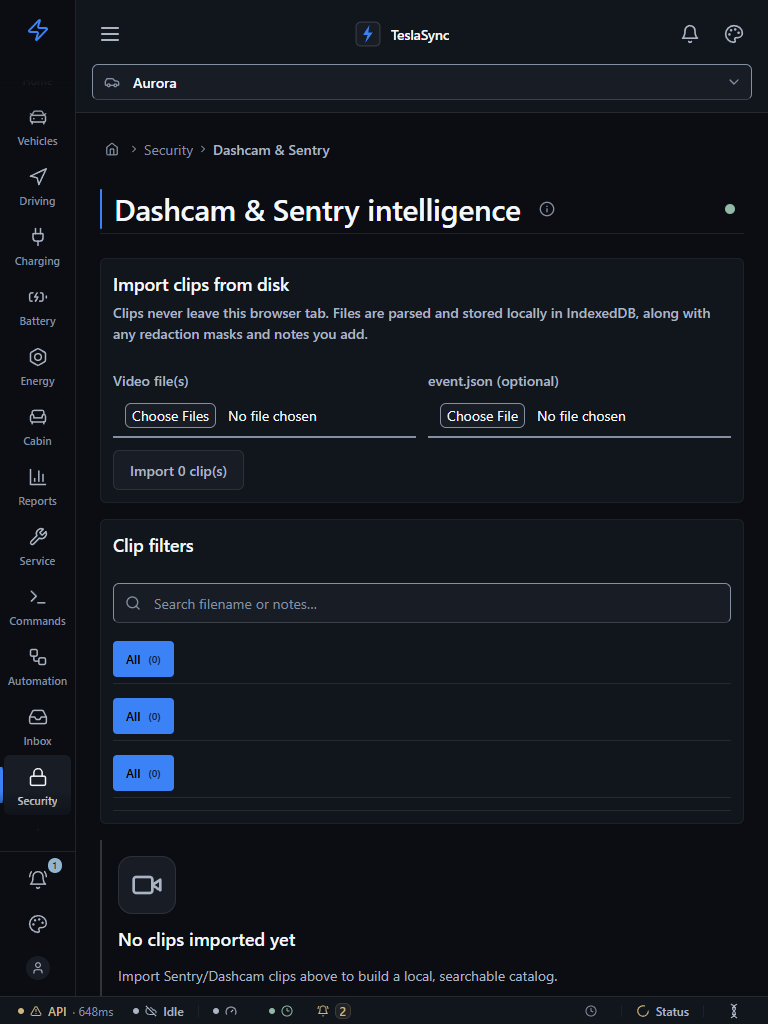 TeslaSync
Aurora
Vehicles
Driving
Charging
Battery
Energy
Cabin
Reports
Service
Commands
Automation
Inbox
Security
1
Security > Dashcam & Sentry
Dashcam & Sentry intelligence
Import clips from disk
Clips never leave this browser tab. Files are parsed and stored locally in IndexedDB, along with
any redaction masks and notes you add.
Video file(s) event.json (optional)
Choose Files No file chosen Choose File No file chosen
Import 0 clip(s)
Clip filters
Search filename or notes...
All (0)
All (0)
All (0)
No clips imported yet
Import Sentry/Dashcam clips above to build a local, searchable catalog.
API · 648ms Idle 2 Status